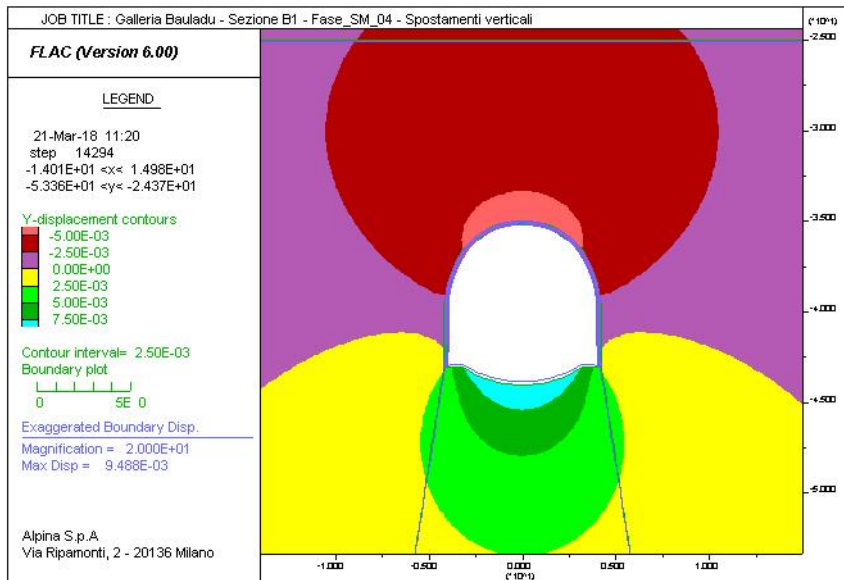 JOB TITLE : Galleria Bauladu - Sezione B1 - Fase_SM_04 - Spostamenti verticali
(*10^1)
FLAC (Version 6.00)
LEGEND
21-Mar-18 11:20
step 14294
-1.401E+01 <x< 1.498E+01
-5.336E+01 <y< -2.437E+01
Y-displacement contours
-5.00E-03
-2.50E-03
0.00E+00
2.50E-03
5.00E-03
7.50E-03
Contour interval= 2.50E-03
Boundary plot
0 5E 0
Exaggerated Boundary Disp.
Magnification = 2.000E+01
Max Disp = 9.488E-03
Alpina S.p.A
Via Ripamonti, 2 - 20136 Milano
-2.500
-3.000
-3.500
-4.000
-4.500
-5.000
-1.000 -0.500 0.000 0.500 1.000
(*10^1)